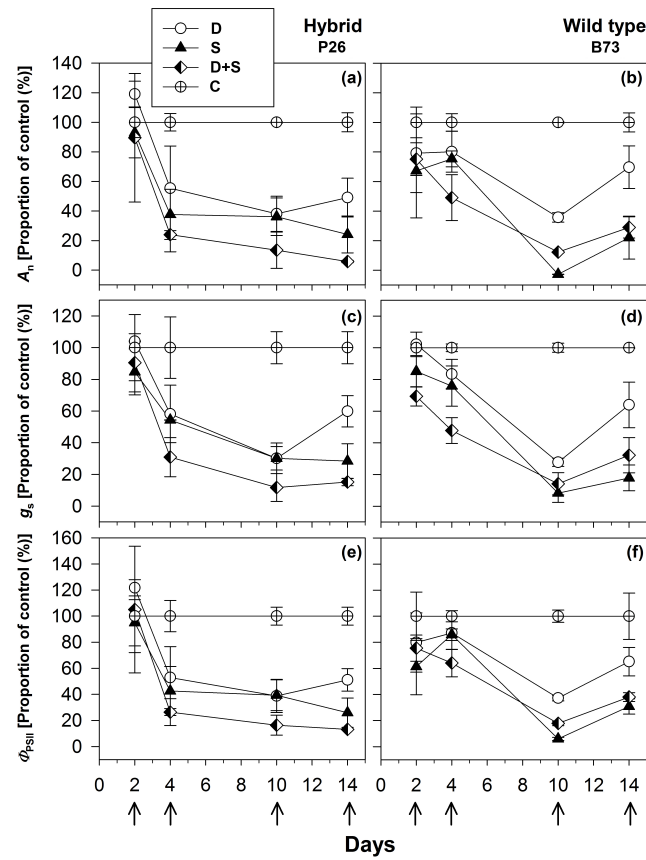 D
S
D+S
C
Hybrid
P26
Wild type
B73
140
120
100
80
60
40
20
0
An [Proportion of control (%)]
(a)
(b)
120
100
80
60
40
20
0
gs [Proportion of control (%)]
(c)
(d)
160
140
120
100
80
60
40
20
0
ΦPSII [Proportion of control (%)]
(e)
(f)
0 2 4 6 8 10 12 14 0 2 4 6 8 10 12 14
Days